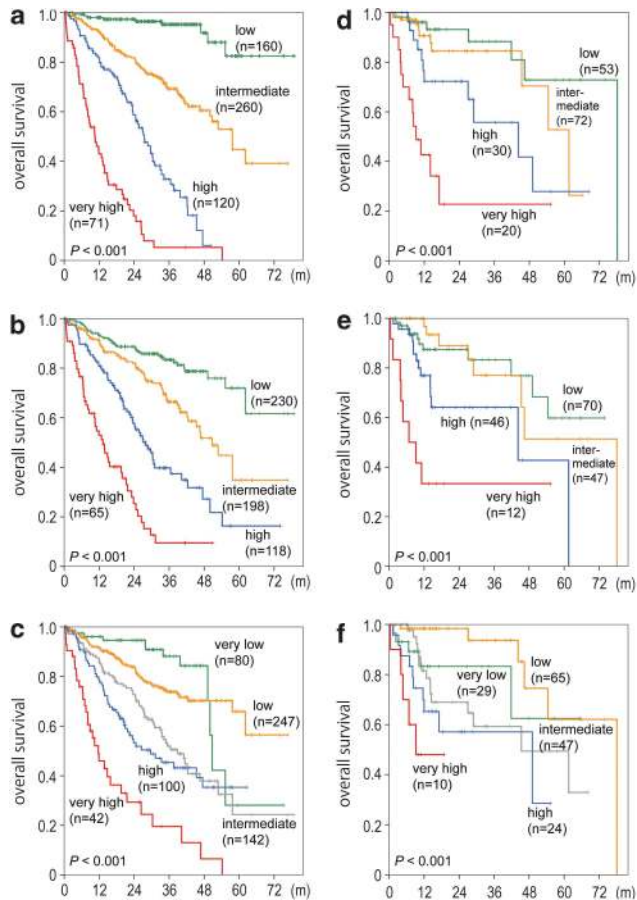 a
overall survival
1.0
0.8
0.6
0.4
0.2
0
low
(n=160)
intermediate
(n=260)
high
(n=120)
very high
(n=71)
P < 0.001
0 12 24 36 48 60 72 (m)
b
overall survival
1.0
0.8
0.6
0.4
0.2
0
low
(n=230)
intermediate
(n=198)
high
(n=118)
very high
(n=65)
P < 0.001
0 12 24 36 48 60 72 (m)
c
overall survival
1.0
0.8
0.6
0.4
0.2
0
very low
(n=80)
low
(n=247)
high
(n=100)
intermediate
(n=142)
very high
(n=42)
P < 0.001
0 12 24 36 48 60 72 (m)
d
overall survival
1.0
0.8
0.6
0.4
0.2
0
low
(n=53)
inter-
mediate
(n=72)
high
(n=30)
very high
(n=20)
P < 0.001
0 12 24 36 48 60 72 (m)
e
overall survival
1.0
0.8
0.6
0.4
0.2
0
low
(n=70)
high (n=46)
inter-
mediate
(n=47)
very high
(n=12)
P < 0.001
0 12 24 36 48 60 72 (m)
f
overall survival
1.0
0.8
0.6
0.4
0.2
0
low
(n=65)
very low
(n=29)
intermediate
(n=47)
very high
(n=10)
high
(n=24)
P < 0.001
0 12 24 36 48 60 72 (m)